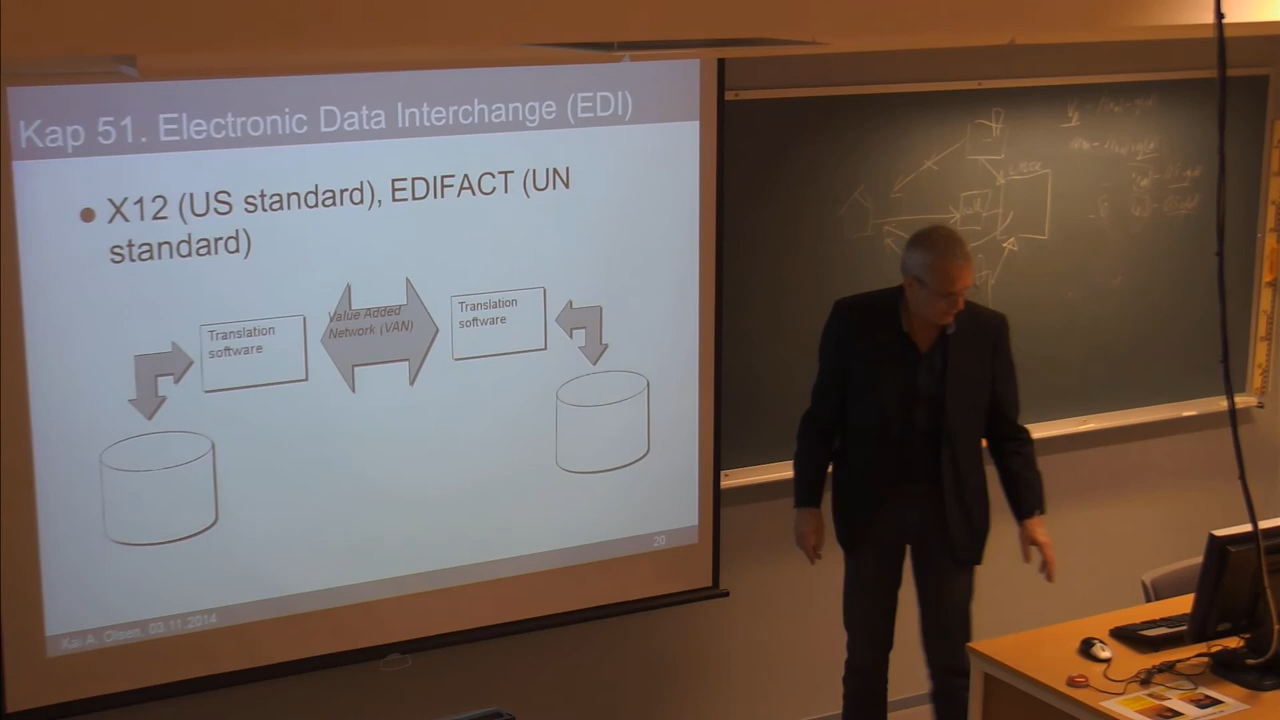 Kap 51. Electronic Data Interchange (EDI)
• X12 (US standard), EDIFACT (UN
standard)
Translation
software
Value Added
Network (VAN)
Translation
software
20
Kai A. Olsen, 03.11.2014